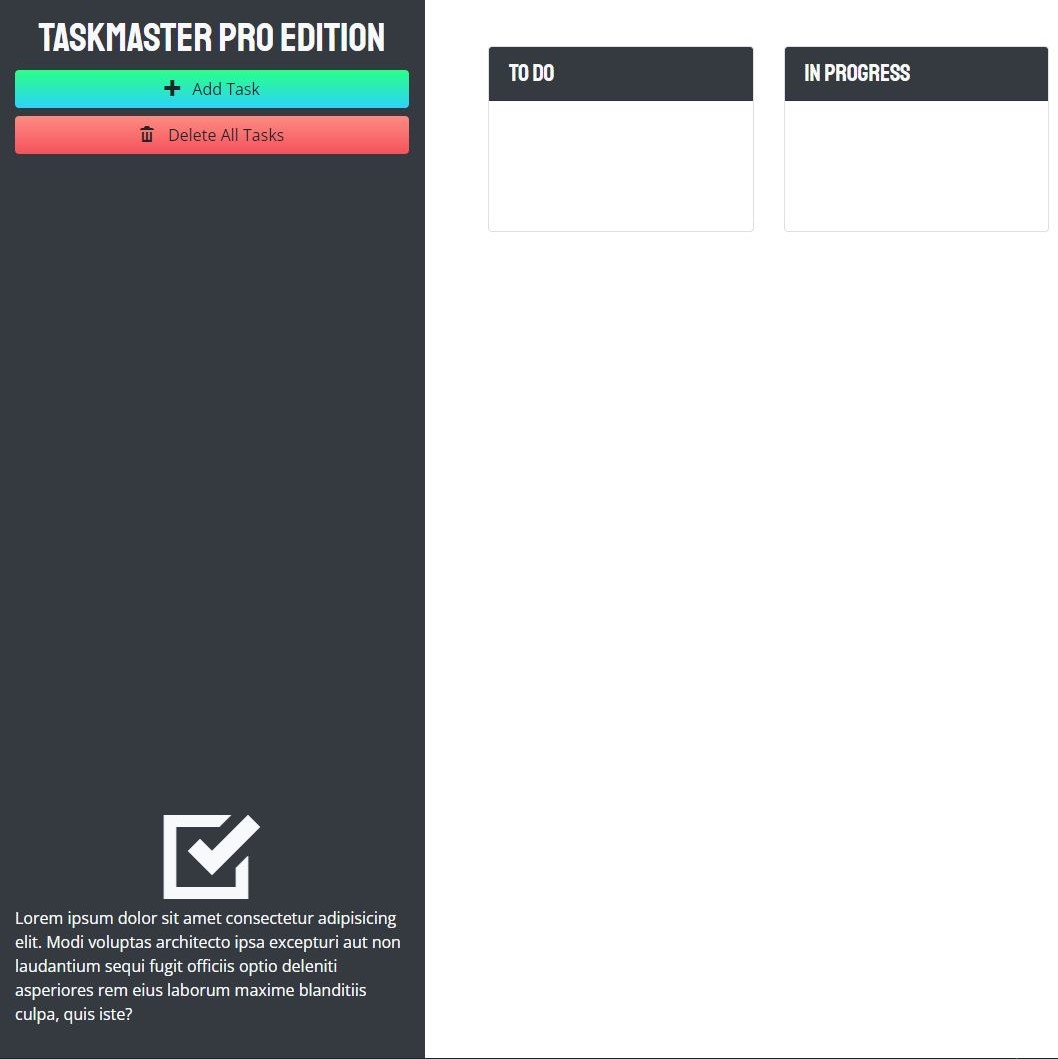 TASKMASTER PRO EDITION
Add Task
Delete All Tasks
TO DO
IN PROGRESS
Lorem ipsum dolor sit amet consectetur adipisicing
elit. Modi voluptas architecto ipsa excepturi aut non
laudantium sequi fugit officiis optio deleniti
asperiores rem eius laborum maxime blanditiis
culpa, quis iste?